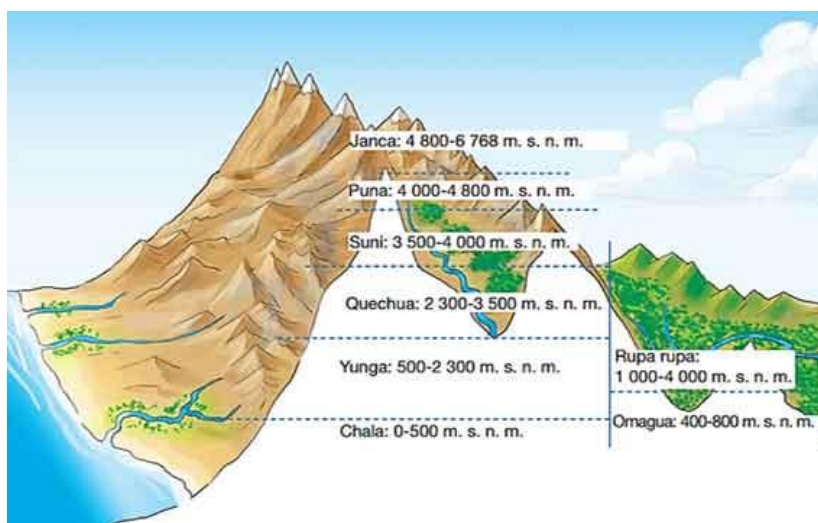 Janca: 4 800-6 768 m. s. n. m.
Puna: 4 000-4 800 m. s. n. m.
Suni: 3 500-4 000 m. s. n. m.
Quechua: 2 300-3 500 m. s. n. m.
Yunga: 500-2 300 m. s. n. m.
Chala: 0-500 m. s. n. m.
Rupa rupa:
1 000-4 000 m. s. n. m.
Omagua: 400-800 m. s. n. m.